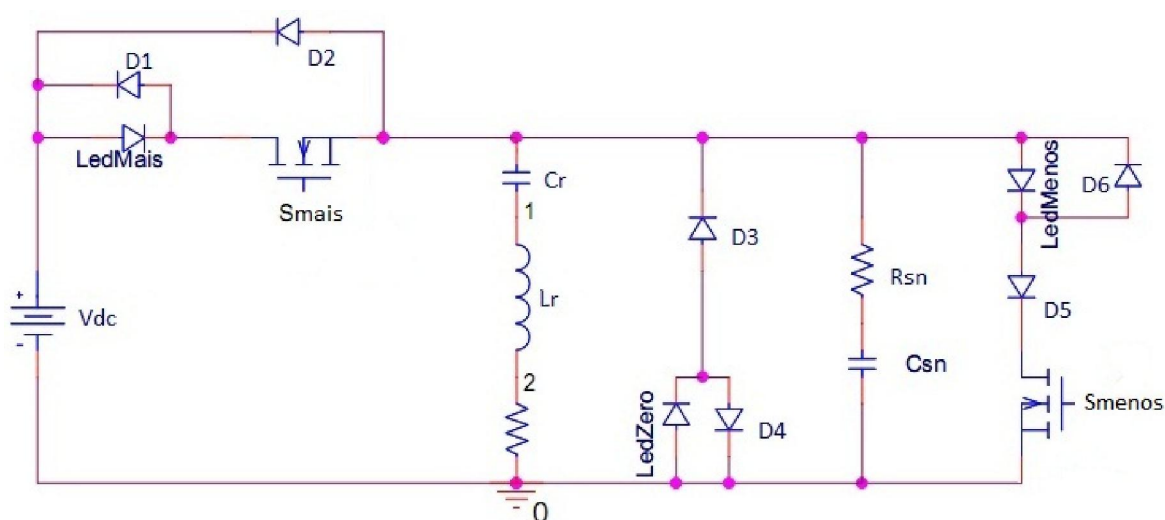 D1
D2
LedMais
Smais
Cr
1
Lr
2
0
+
Vdc
-
D3
LedZero
D4
Rsn
Csn
LedMenos
D6
D5
Smenos